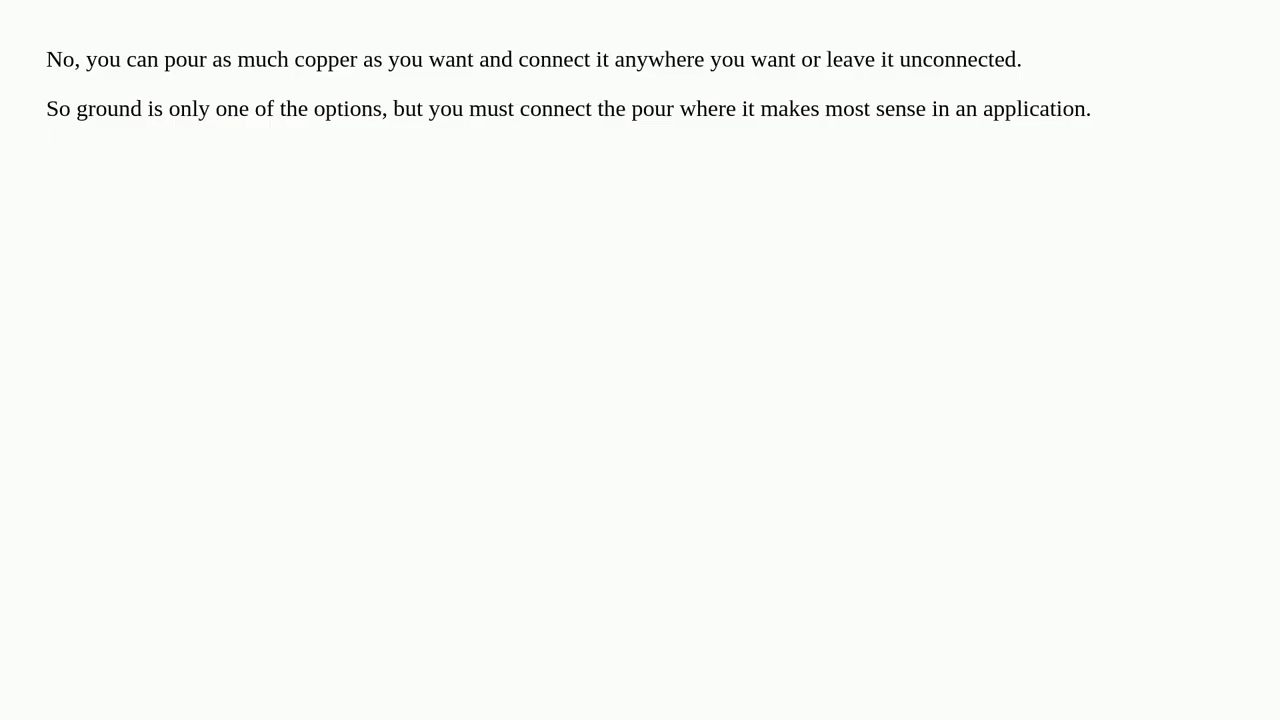 No, you can pour as much copper as you want and connect it anywhere you want or leave it unconnected.
So ground is only one of the options, but you must connect the pour where it makes most sense in an application.